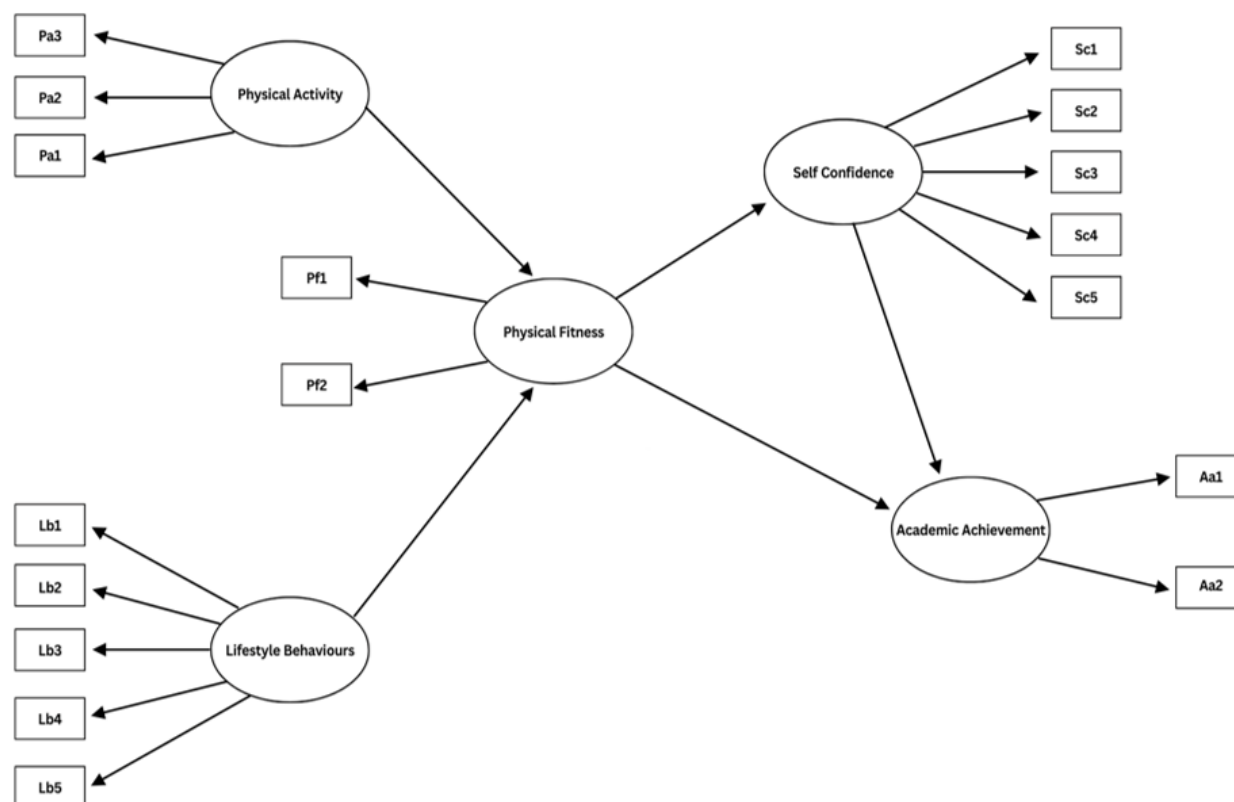 Pa3
Pa2
Pa1
Physical Activity
Sc1
Sc2
Sc3
Sc4
Sc5
Self Confidence
Pf1
Pf2
Physical Fitness
Lb1
Lb2
Lb3
Lb4
Lb5
Lifestyle Behaviours
Academic Achievement
Aa1
Aa2